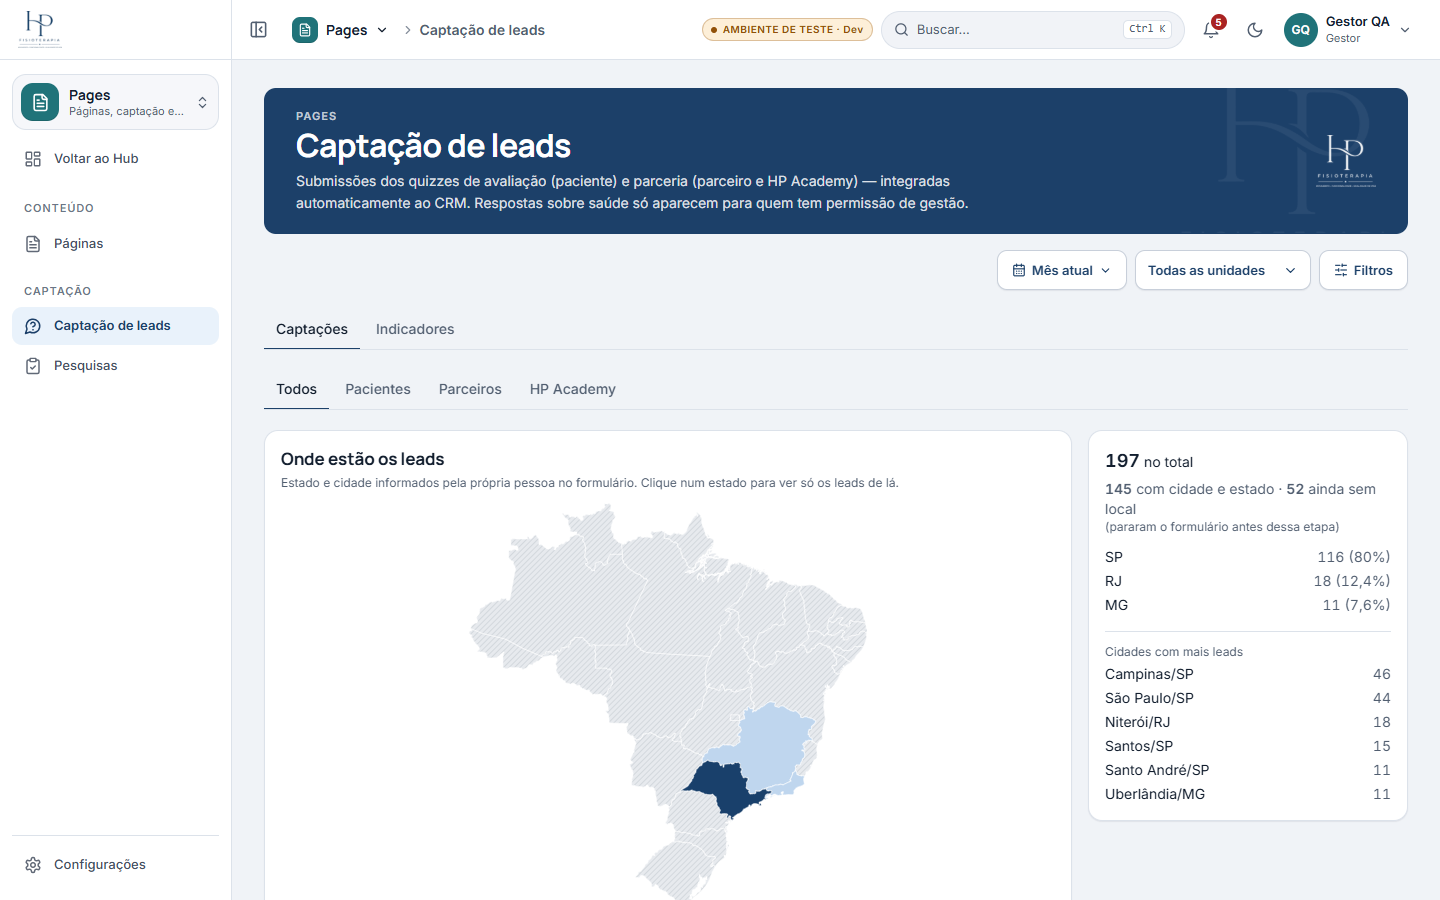 HP
FISIOTERAPIA
Pages
Captação de leads
AMBIENTE DE TESTE · Dev
Buscar...
Ctrl K
5
GQ
Gestor QA
Gestor
Pages
Páginas, captação e...
Voltar ao Hub
CONTEÚDO
Páginas
CAPTAÇÃO
Captação de leads
Pesquisas
Configurações
PAGES
Captação de leads
Submissões dos quizzes de avaliação (paciente) e parceria (parceiro e HP Academy) — integradas
automaticamente ao CRM. Respostas sobre saúde só aparecem para quem tem permissão de gestão.
HP
FISIOTERAPIA
Mês atual
Todas as unidades
Filtros
Captações
Indicadores
Todos
Pacientes
Parceiros
HP Academy
Onde estão os leads
Estado e cidade informados pela própria pessoa no formulário. Clique num estado para ver só os leads de lá.
197 no total
145 com cidade e estado · 52 ainda sem
local
(pararam o formulário antes dessa etapa)
SP 116 (80%)
RJ 18 (12,4%)
MG 11 (7,6%)
Cidades com mais leads
Campinas/SP 46
São Paulo/SP 44
Niterói/RJ 18
Santos/SP 15
Santo André/SP 11
Uberlândia/MG 11